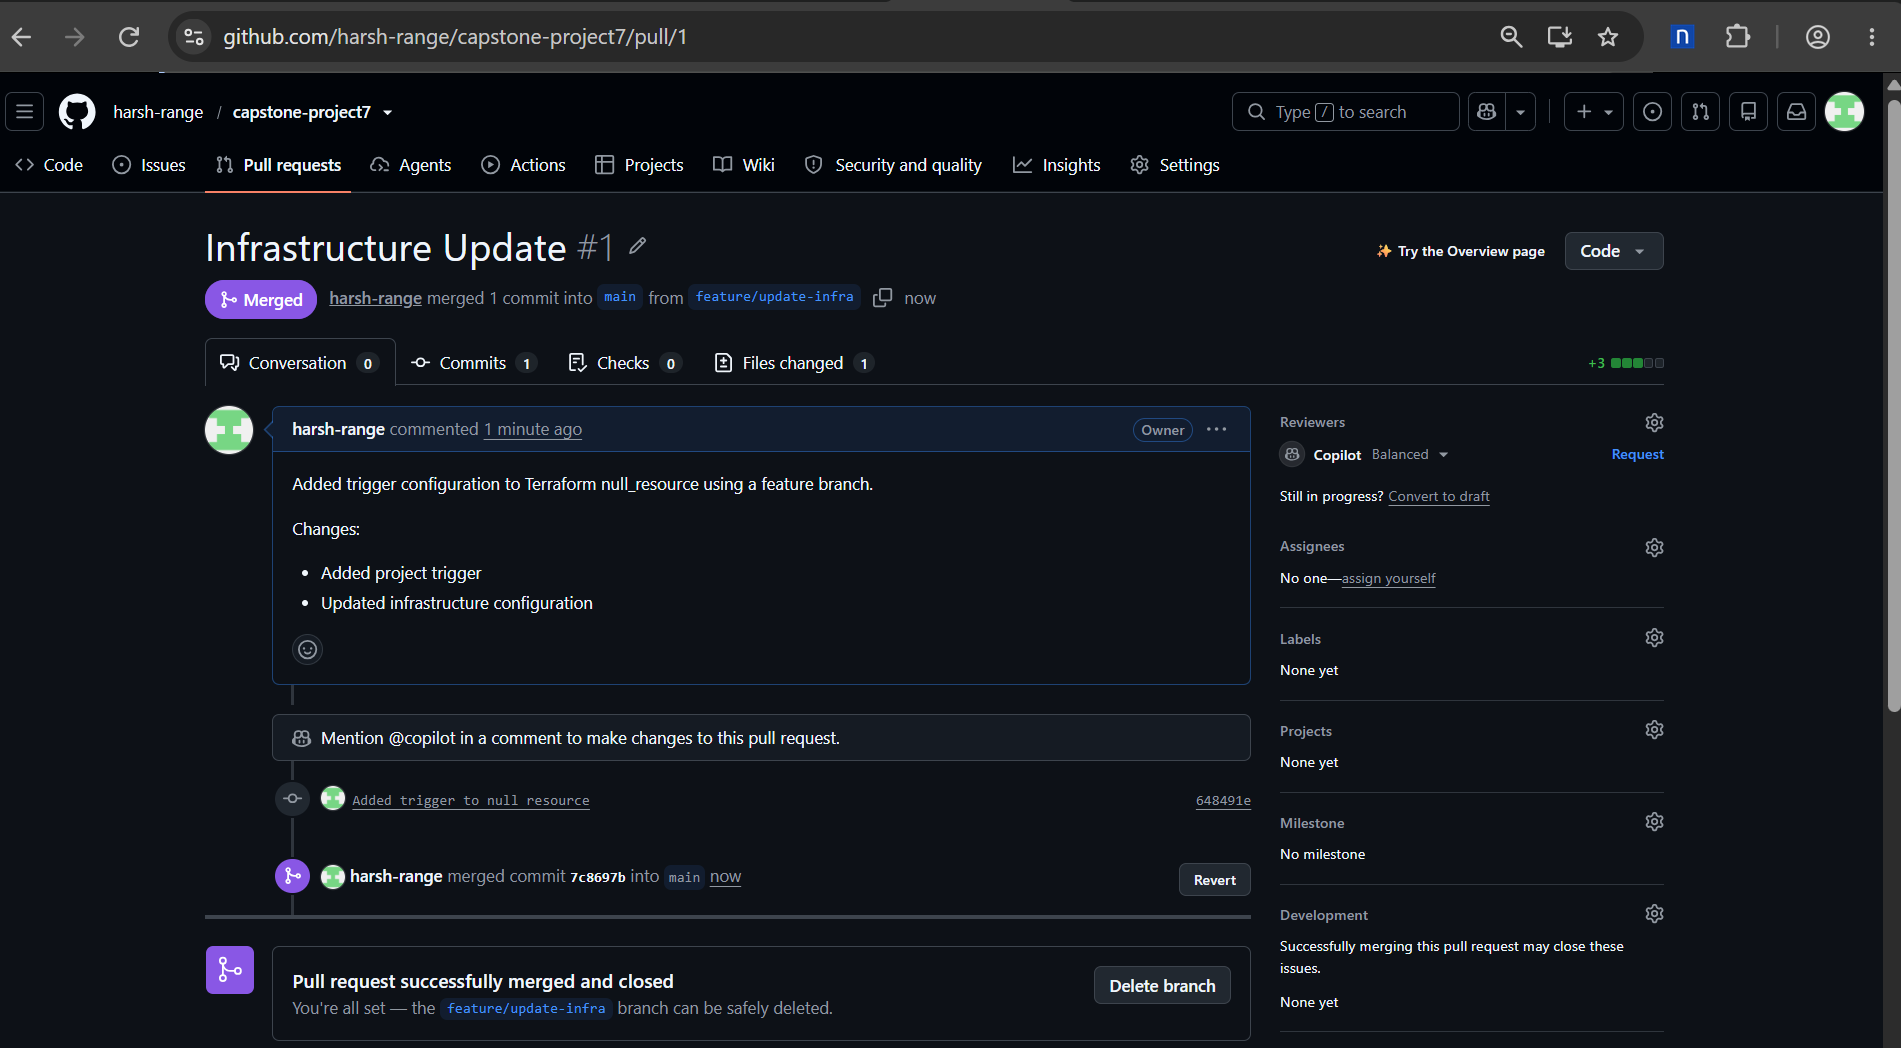 github.com/harsh-range/capstone-project7/pull/1
harsh-range / capstone-project7
Type / to search
Code Issues Pull requests Agents Actions Projects Wiki Security and quality Insights Settings
Infrastructure Update #1
Try the Overview page
Code
Merged harsh-range merged 1 commit into main from feature/update-infra now
Conversation 0 Commits 1 Checks 0 Files changed 1
+3
harsh-range commented 1 minute ago
Owner
Added trigger configuration to Terraform null_resource using a feature branch.
Changes:
Added project trigger
Updated infrastructure configuration
Mention @copilot in a comment to make changes to this pull request.
Added trigger to null resource
648491e
harsh-range merged commit 7c8697b into main now
Revert
Pull request successfully merged and closed
You're all set — the feature/update-infra branch can be safely deleted.
Delete branch
Reviewers
Copilot Balanced
Request
Still in progress? Convert to draft
Assignees
No one—assign yourself
Labels
None yet
Projects
None yet
Milestone
No milestone
Development
Successfully merging this pull request may close these
issues.
None yet